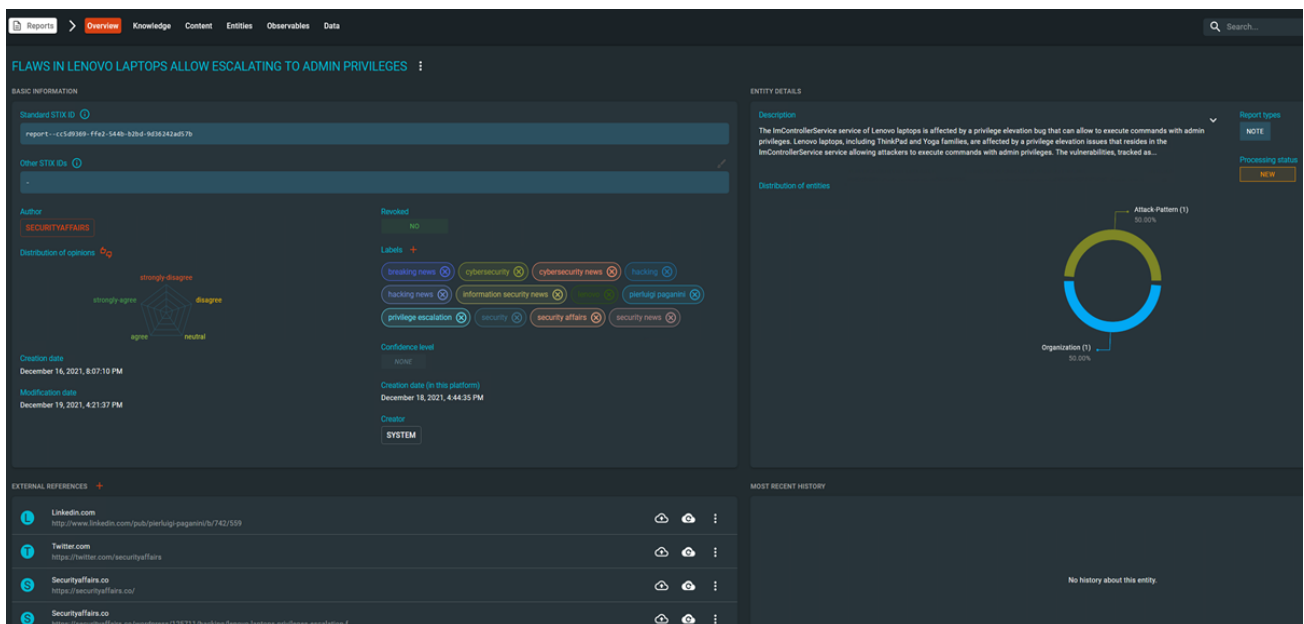 Reports
Overview
Knowledge
Content
Entities
Observables
Data
Search...
FLAWS IN LENOVO LAPTOPS ALLOW ESCALATING TO ADMIN PRIVILEGES
BASIC INFORMATION
Standard STIX ID
report--cc5d9309-ffe2-544b-b2bd-9d36242ad57b
Other STIX IDs
-
Author
SECURITYAFFAIRS
Distribution of opinions
strongly-disagree
strongly-agree
disagree
agree
neutral
Creation date
December 16, 2021, 8:07:10 PM
Modification date
December 19, 2021, 4:21:37 PM
Revoked
NO
Labels
breaking news
cybersecurity
cybersecurity news
hacking
hacking news
information security news
pierluigi paganini
privilege escalation
security
security affairs
security news
Confidence level
NONE
Creation date (in this platform)
December 18, 2021, 4:44:35 PM
Creator
SYSTEM
ENTITY DETAILS
Description
The ImControllerService service of Lenovo laptops is affected by a privilege elevation bug that can allow to execute commands with admin
privileges. Lenovo laptops, including ThinkPad and Yoga families, are affected by a privilege elevation issues that resides in the
ImControllerService service allowing attackers to execute commands with admin privileges. The vulnerabilities, tracked as...
Report types
NOTE
Processing status
NEW
Distribution of entities
Attack-Pattern (1)
50.00%
Organization (1)
50.00%
EXTERNAL REFERENCES
L
Linkedin.com
http://www.linkedin.com/pub/pierluigi-paganini/b/742/559
T
Twitter.com
https://twitter.com/securityaffairs
S
Securityaffairs.co
https://securityaffairs.co/
S
Securityaffairs.co
MOST RECENT HISTORY
No history about this entity.